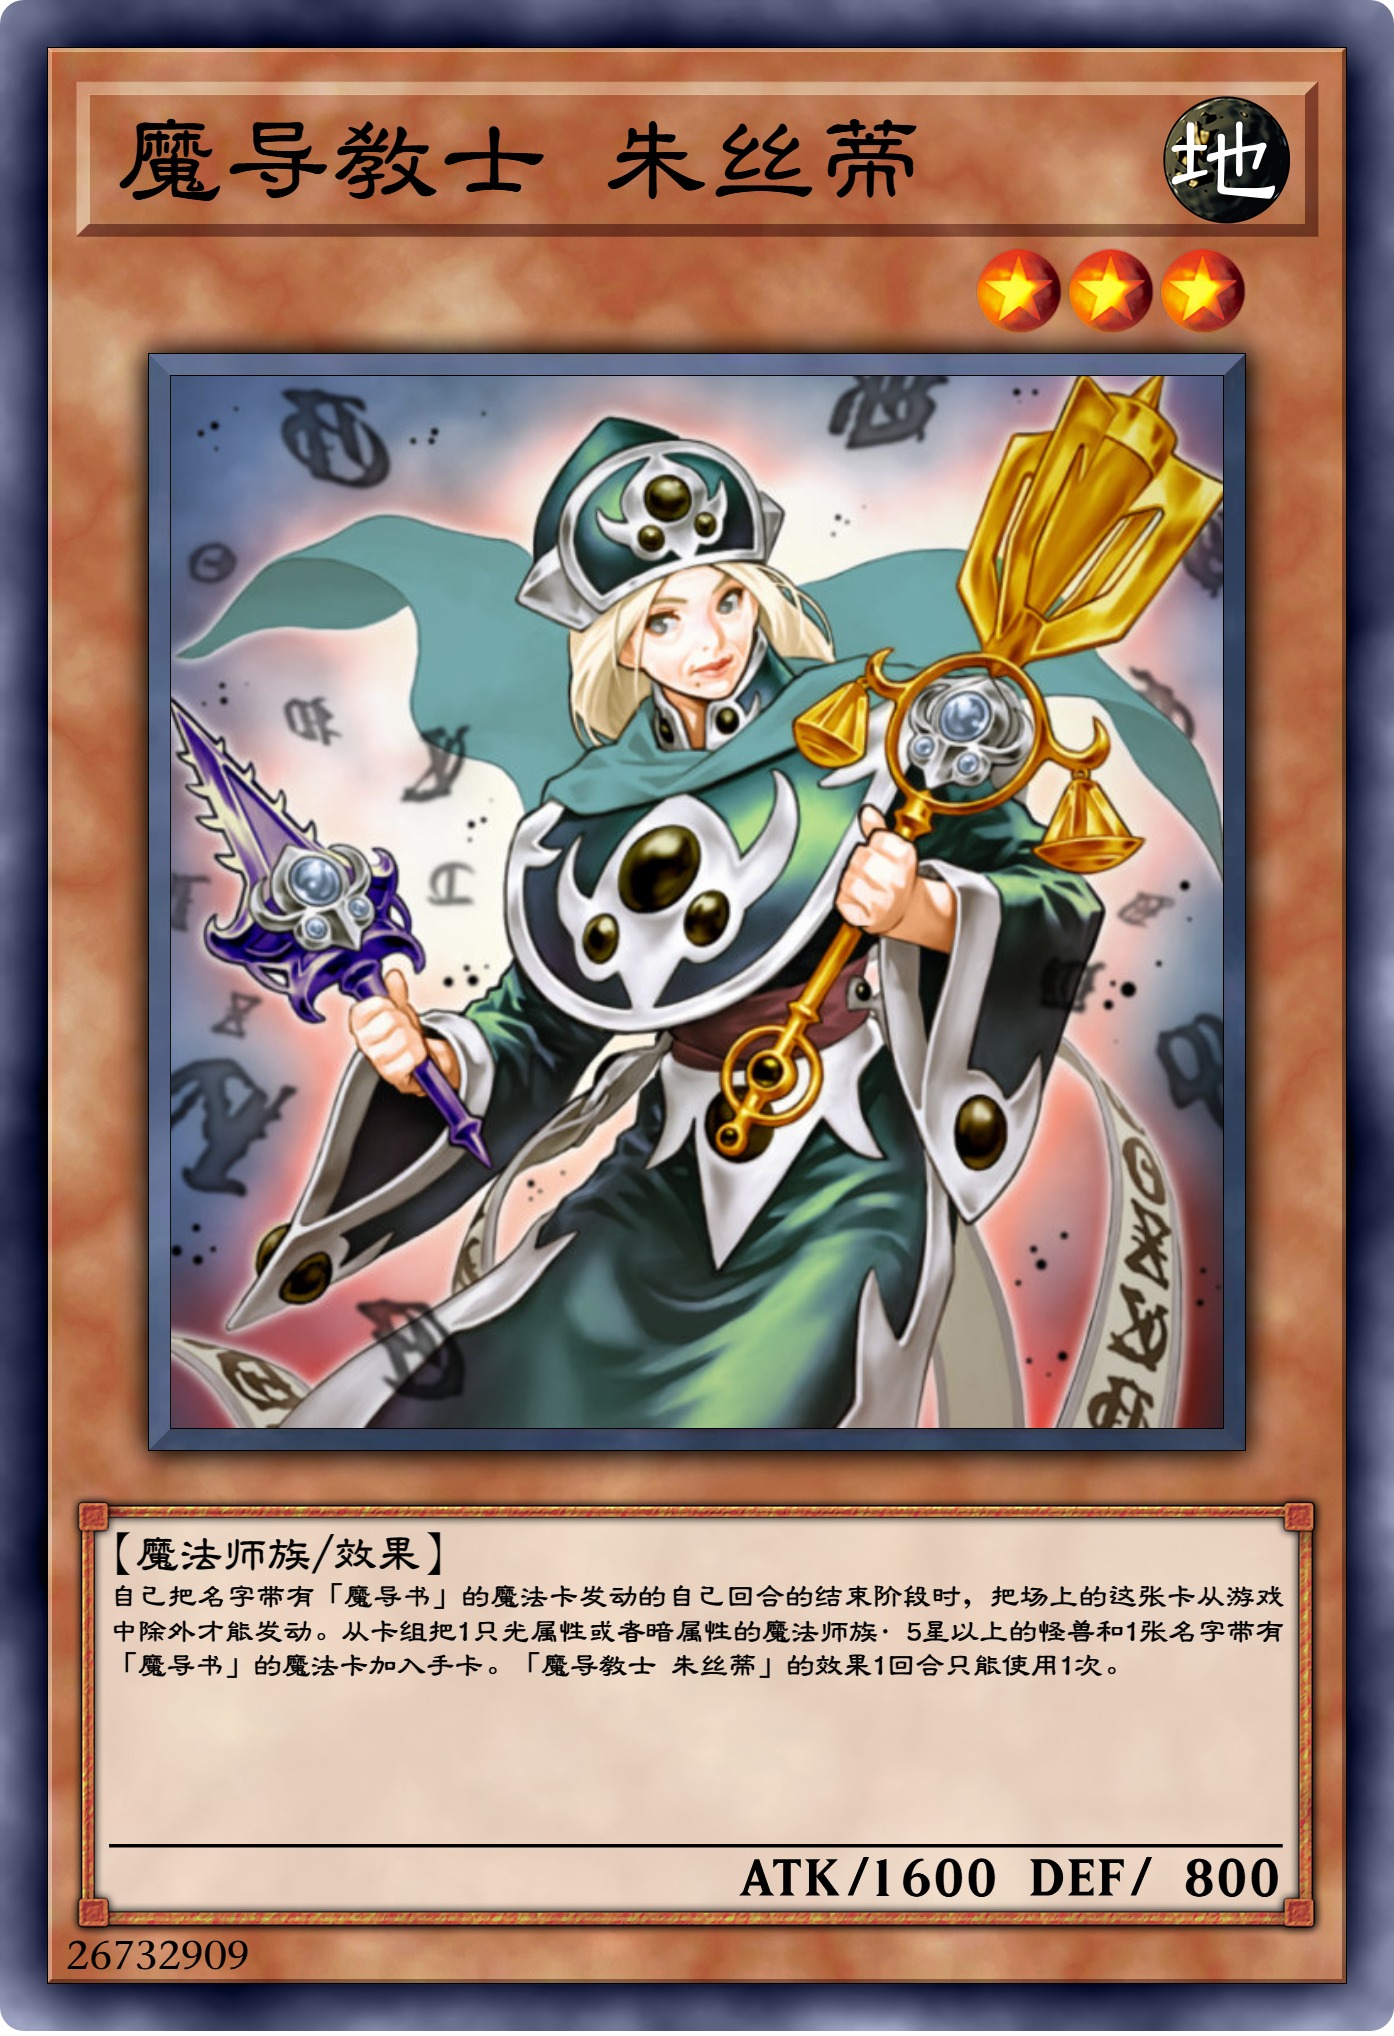 魔导教士 朱丝蒂
地
【魔法师族/效果】
自己把名字带有「魔导书」的魔法卡发动的自己回合的结束阶段时，把场上的这张卡从游戏
中除外才能发动。从卡组把1只光属性或者暗属性的魔法师族·5星以上的怪兽和1张名字带有
「魔导书」的魔法卡加入手卡。「魔导教士 朱丝蒂」的效果1回合只能使用1次。
ATK/1600 DEF/ 800
26732909